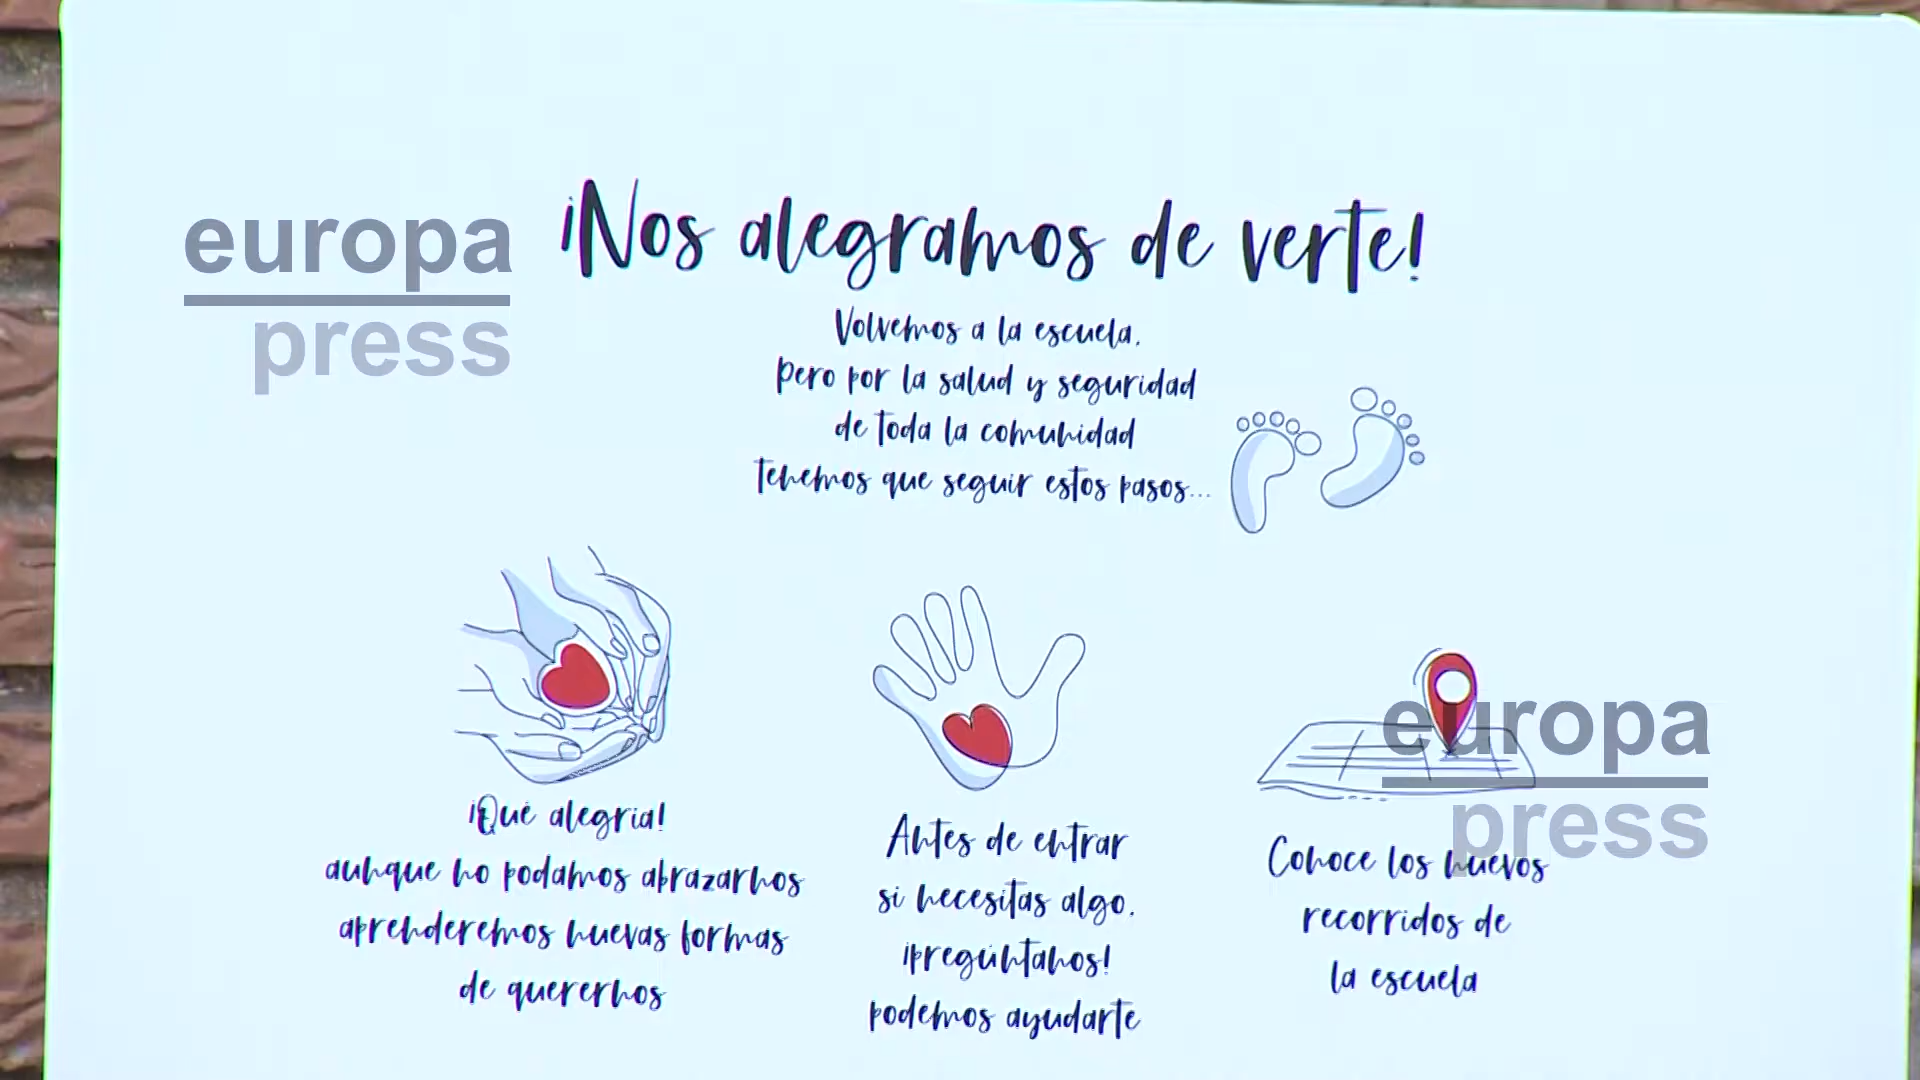 europa
press
¡Nos alegramos de verte!
Volvemos a la escuela,
Pero por la salud y seguridad
de toda la comunidad
tenemos que seguir estos pasos...
¡Qué alegría!
aunque no podamos abrazarnos
aprenderemos nuevas formas
de querernos
Antes de entrar
si necesitas algo,
¡pregúntanos!
podemos ayudarte
europa
press
Conoce los nuevos
recorridos de
la escuela